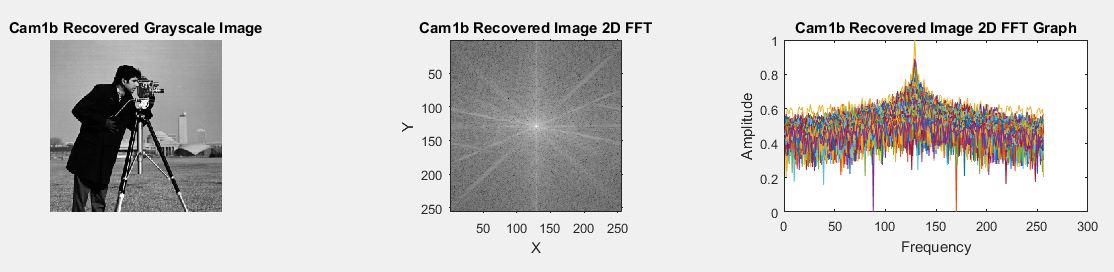 Cam1b Recovered Grayscale Image
Cam1b Recovered Image 2D FFT
50
100
150
200
250
Y
50 100 150 200 250
X
Cam1b Recovered Image 2D FFT Graph
1
0.8
0.6
0.4
0.2
0
Amplitude
0 50 100 150 200 250 300
Frequency